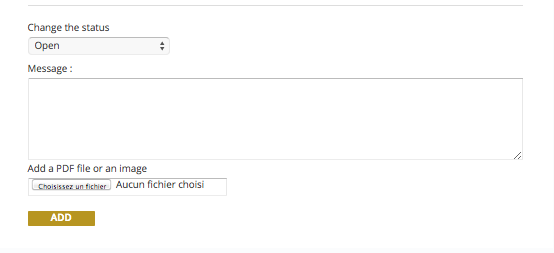 Change the status
Open
Message :
Add a PDF file or an image
Choisissez un fichier Aucun fichier choisi
ADD